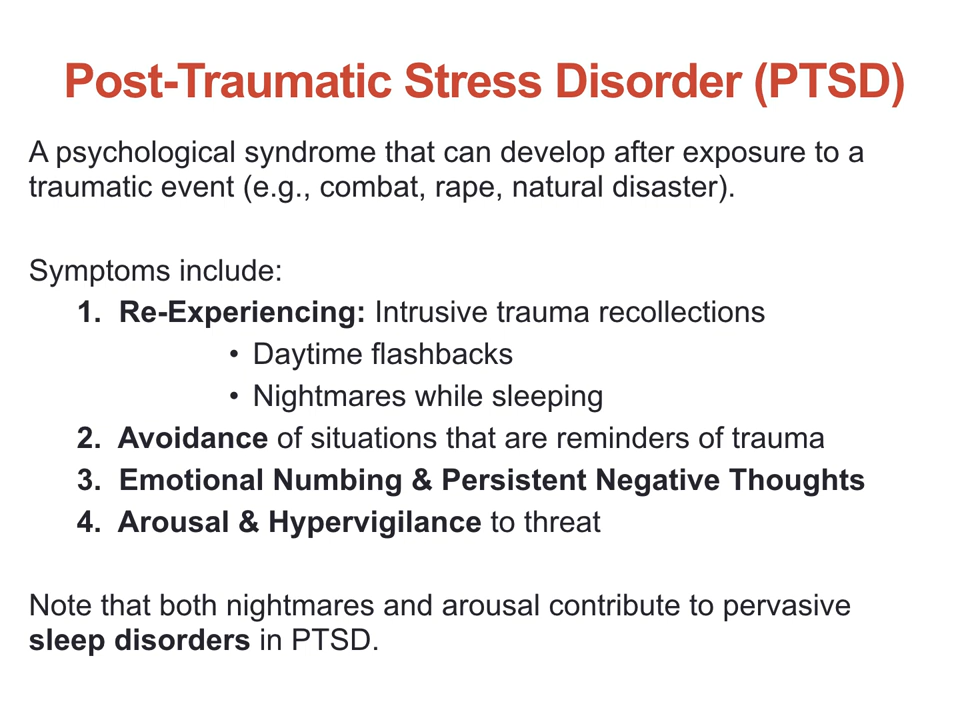 Post-Traumatic Stress Disorder (PTSD)
A psychological syndrome that can develop after exposure to a
traumatic event (e.g., combat, rape, natural disaster).
Symptoms include:
1. Re-Experiencing: Intrusive trauma recollections
• Daytime flashbacks
• Nightmares while sleeping
2. Avoidance of situations that are reminders of trauma
3. Emotional Numbing & Persistent Negative Thoughts
4. Arousal & Hypervigilance to threat
Note that both nightmares and arousal contribute to pervasive
sleep disorders in PTSD.